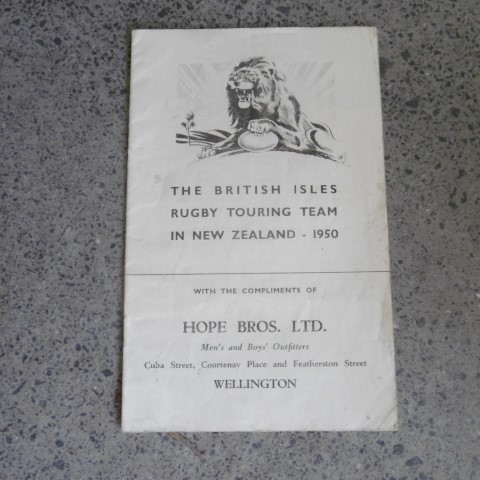 THE BRITISH ISLES
RUGBY TOURING TEAM
IN NEW ZEALAND - 1950
WITH THE COMPLIMENTS OF
HOPE BROS. LTD.
Men's and Boys' Outfitters
Cuba Street, Courtenay Place and Featherston Street
WELLINGTON